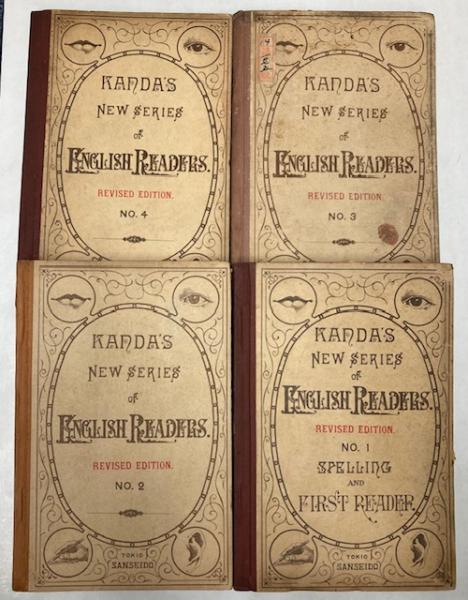 KANDA'S
NEW SERIES
OF
ENGLISH READERS.
REVISED EDITION.
NO. 4
KANDA'S
NEW SERIES
OF
ENGLISH READERS.
REVISED EDITION.
NO. 3
KANDA'S
NEW SERIES
OF
ENGLISH READERS.
REVISED EDITION.
NO. 2
TOKIO
SANSEIDO
KANDA'S
NEW SERIES
OF
ENGLISH READERS.
REVISED EDITION.
NO. 1
SPELLING
AND
FIRST READER
TOKIO
SANSEIDO